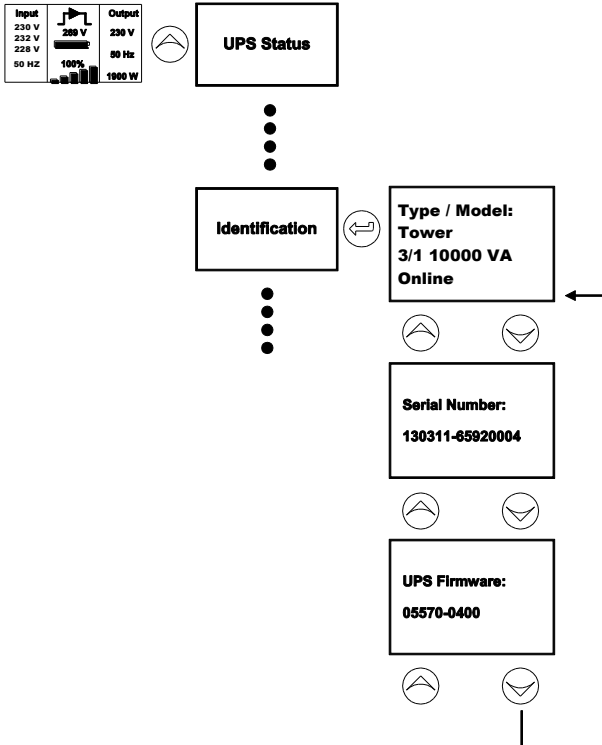 Input
230 V
232 V
228 V
50 HZ
269 V
100%
Output
230 V
50 Hz
1900 W
UPS Status
Identification
Type / Model:
Tower
3/1 10000 VA
Online
Serial Number:
130311-65920004
UPS Firmware:
05570-0400